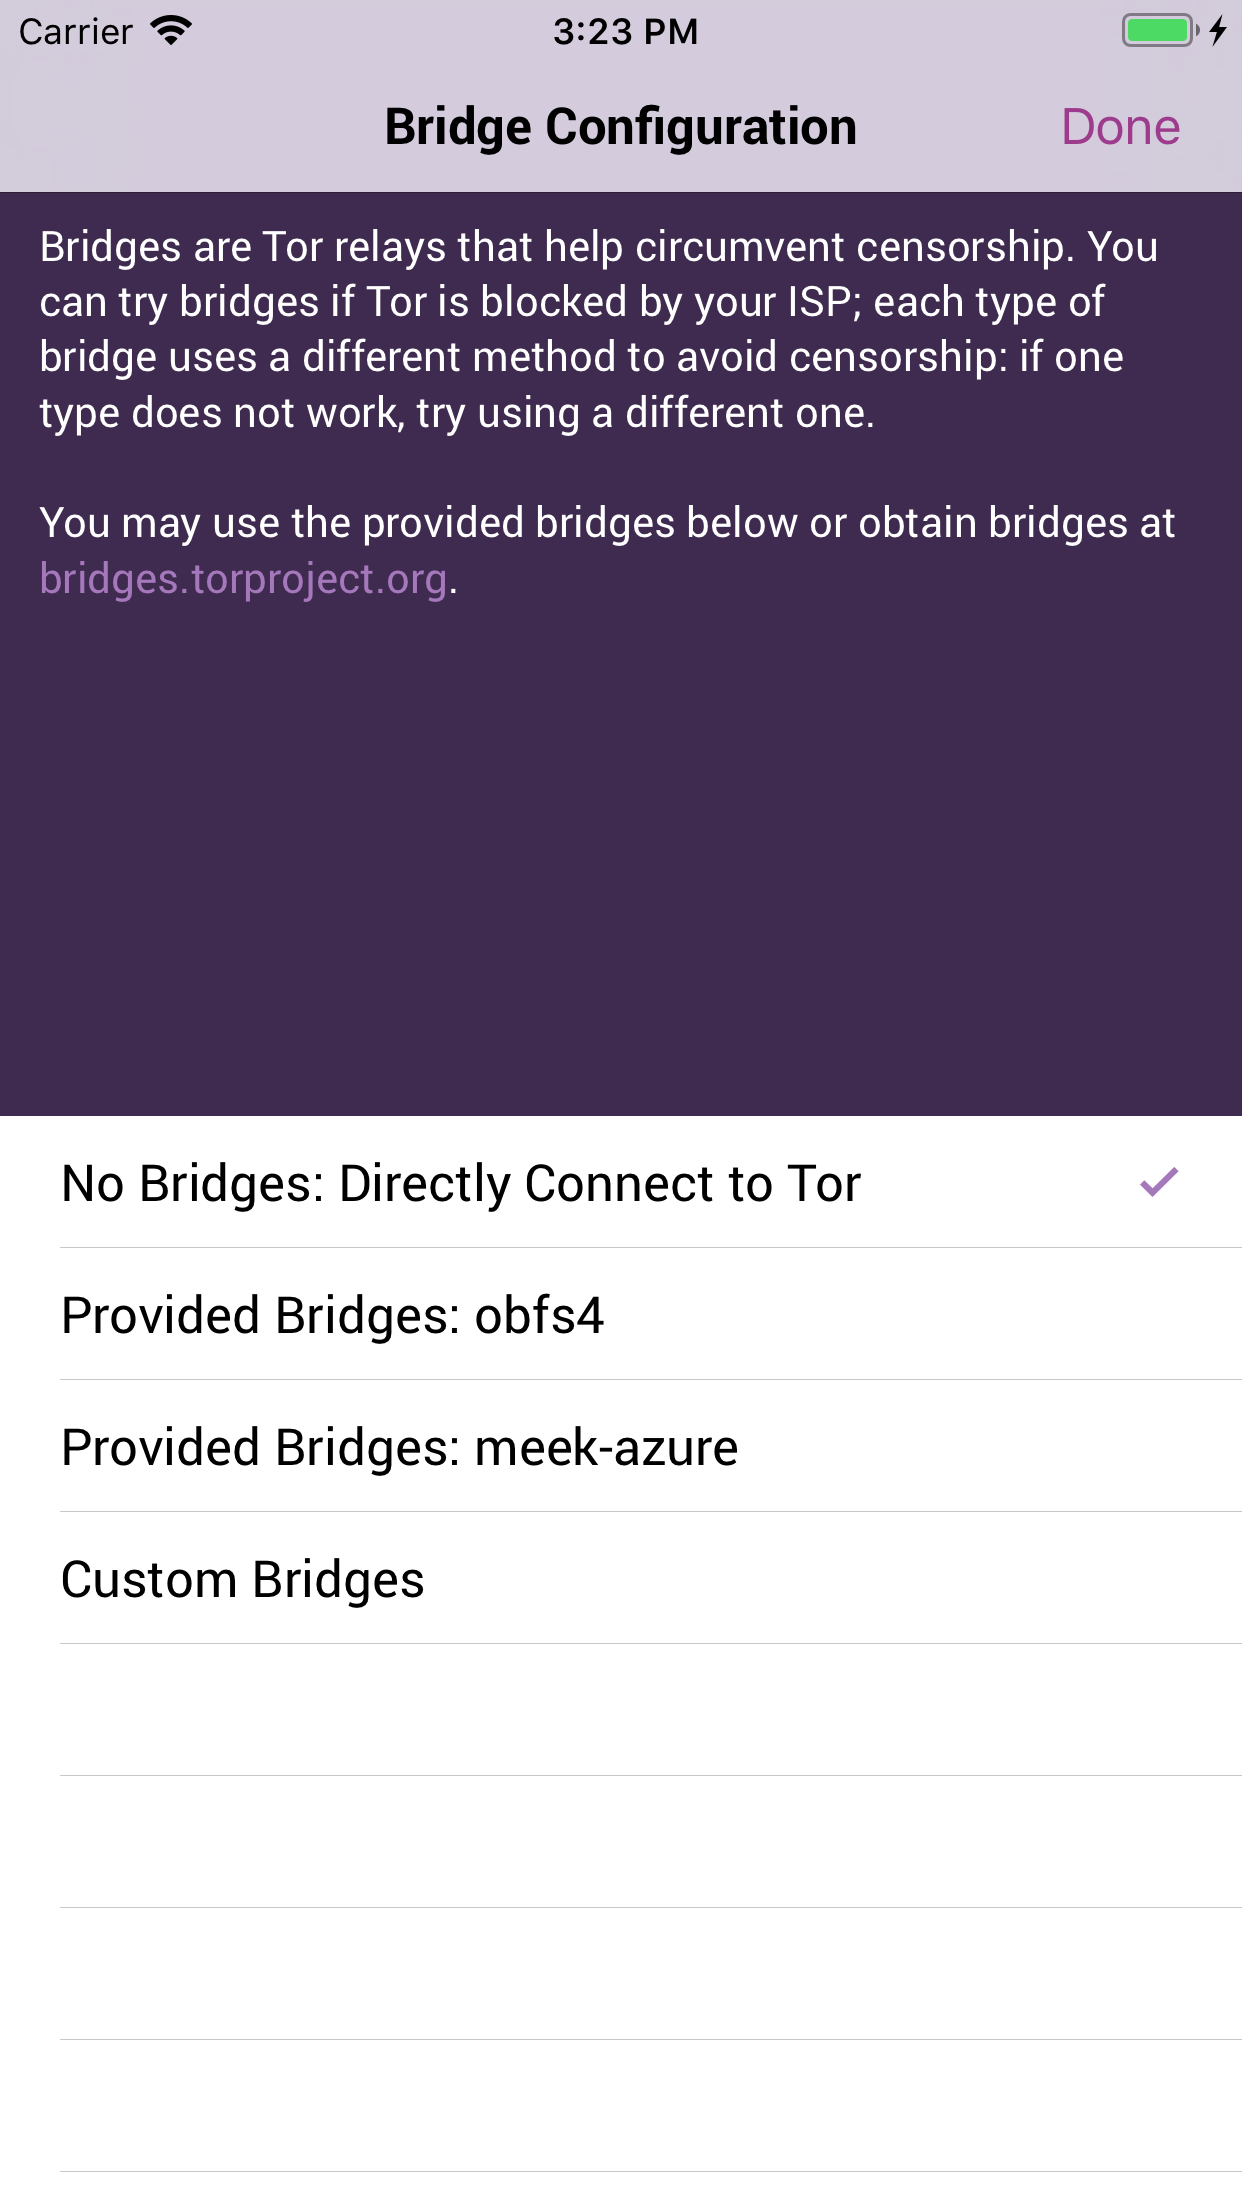 Carrier
3:23 PM
Bridge Configuration
Done
Bridges are Tor relays that help circumvent censorship. You
can try bridges if Tor is blocked by your ISP; each type of
bridge uses a different method to avoid censorship: if one
type does not work, try using a different one.
You may use the provided bridges below or obtain bridges at
bridges.torproject.org.
No Bridges: Directly Connect to Tor
Provided Bridges: obfs4
Provided Bridges: meek-azure
Custom Bridges